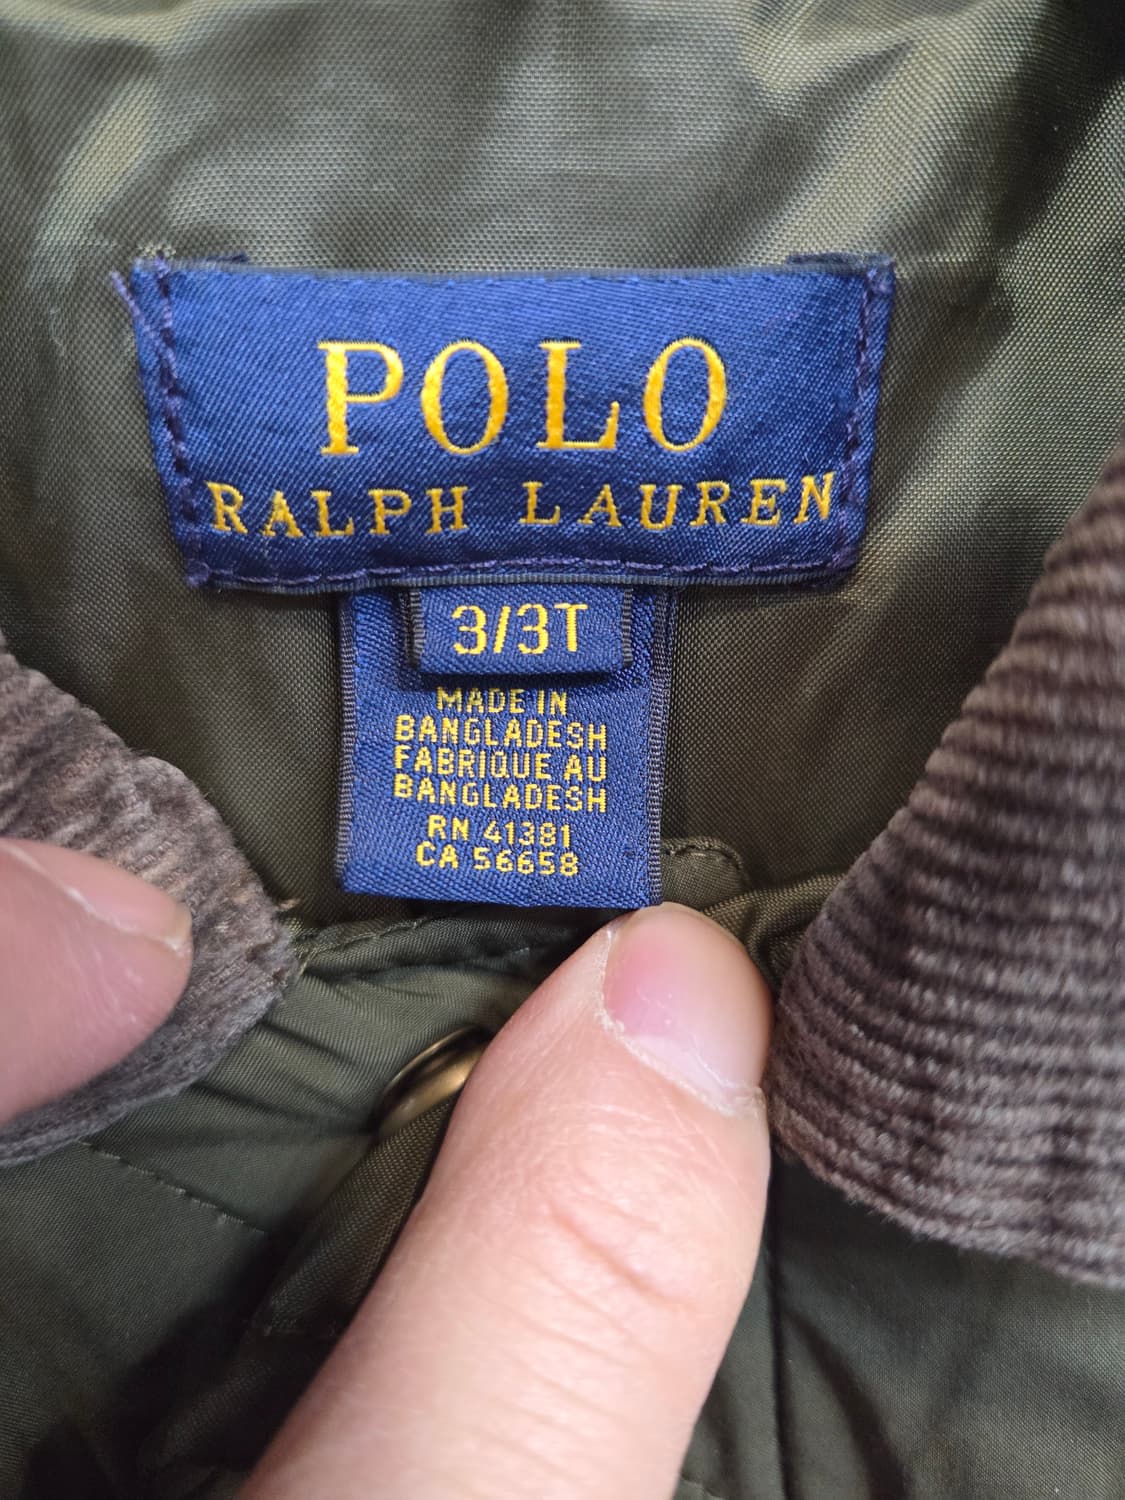 POLO
RALPH LAUREN
3/3T
MADE IN
BANGLADESH
FABRIQUE AU
BANGLADESH
RN 41381
CA 56658